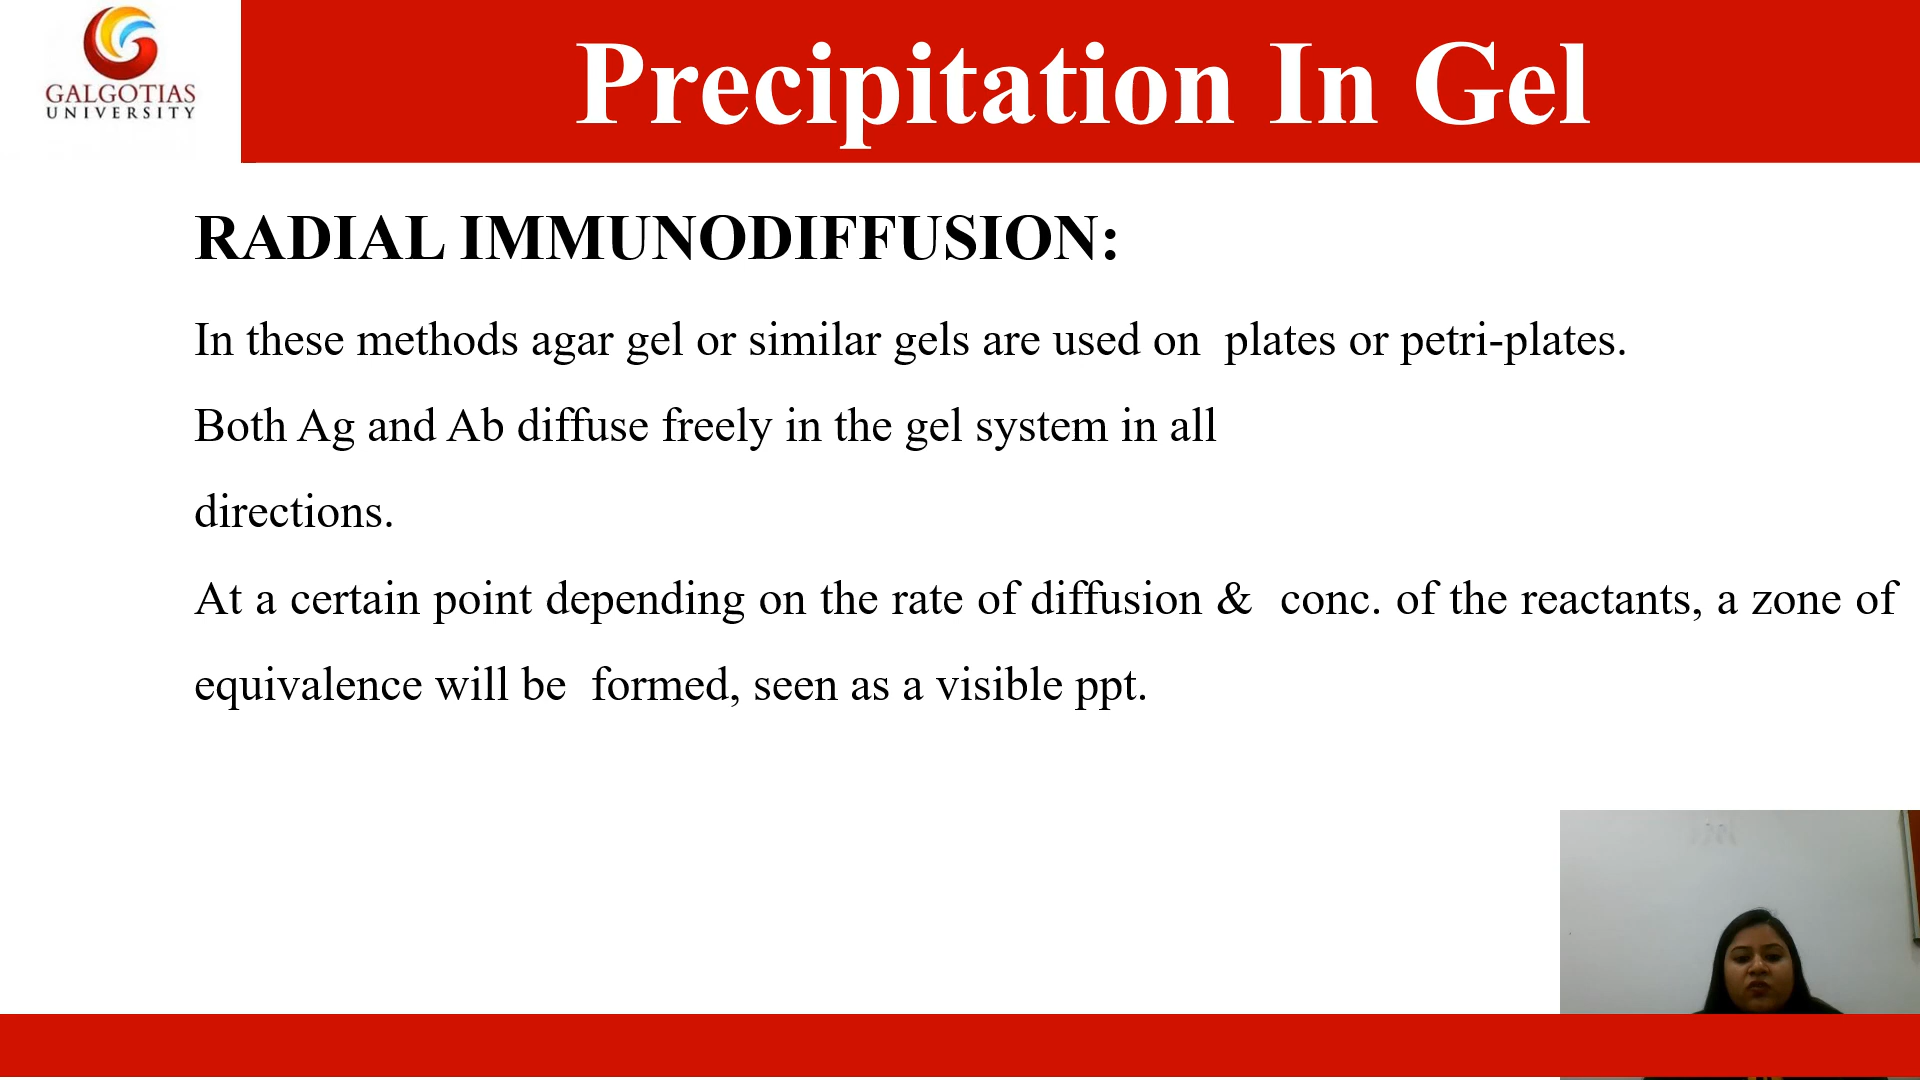 GALGOTIAS
UNIVERSITY
Precipitation In Gel
RADIAL IMMUNODIFFUSION:
In these methods agar gel or similar gels are used on  plates or petri-plates.
Both Ag and Ab diffuse freely in the gel system in all
directions.
At a certain point depending on the rate of diffusion &  conc. of the reactants, a zone of
equivalence will be  formed, seen as a visible ppt.